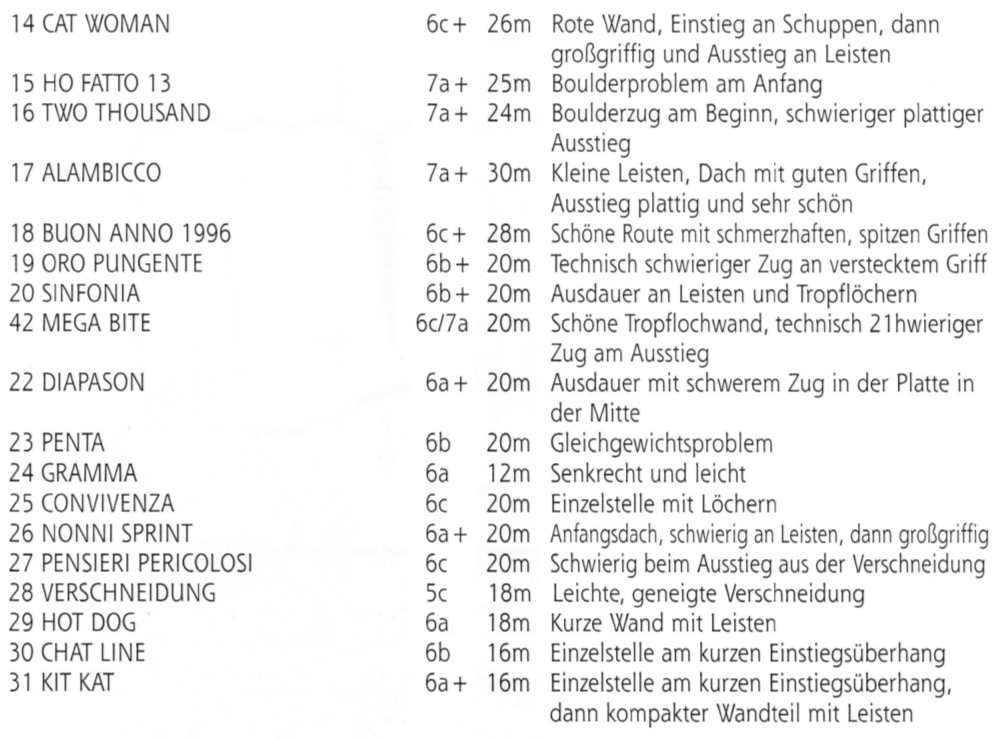 14 CAT WOMAN 6c+ 26m Rote Wand, Einstieg an Schuppen, dann
großgriffig und Ausstieg an Leisten
15 HO FATTO 13 7a+ 25m Boulderproblem am Anfang
16 TWO THOUSAND 7a+ 24m Boulderzug am Beginn, schwieriger plattiger
Ausstieg
17 ALAMBICCO 7a+ 30m Kleine Leisten, Dach mit guten Griffen,
Ausstieg plattig und sehr schön
18 BUON ANNO 1996 6c+ 28m Schöne Route mit schmerzhaften, spitzen Griffen
19 ORO PUNGENTE 6b+ 20m Technisch schwieriger Zug an verstecktem Griff
20 SINFONIA 6b+ 20m Ausdauer an Leisten und Tropflöchern
42 MEGA BITE 6c/7a 20m Schöne Tropflochwand, technisch 21hwieriger
Zug am Ausstieg
22 DIAPASON 6a+ 20m Ausdauer mit schwerem Zug in der Platte in
der Mitte
23 PENTA 6b 20m Gleichgewichtsproblem
24 GRAMMA 6a 12m Senkrecht und leicht
25 CONVIVENZA 6c 20m Einzelstelle mit Löchern
26 NONNI SPRINT 6a+ 20m Anfangsdach, schwierig an Leisten, dann großgriffig
27 PENSIERI PERICOLOSI 6c 20m Schwierig beim Ausstieg aus der Verschneidung
28 VERSCHNEIDUNG 5c 18m Leichte, geneigte Verschneidung
29 HOT DOG 6a 18m Kurze Wand mit Leisten
30 CHAT LINE 6b 16m Einzelstelle am kurzen Einstiegsüberhang
31 KIT KAT 6a+ 16m Einzelstelle am kurzen Einstiegsüberhang,
dann kompakter Wandteil mit Leisten